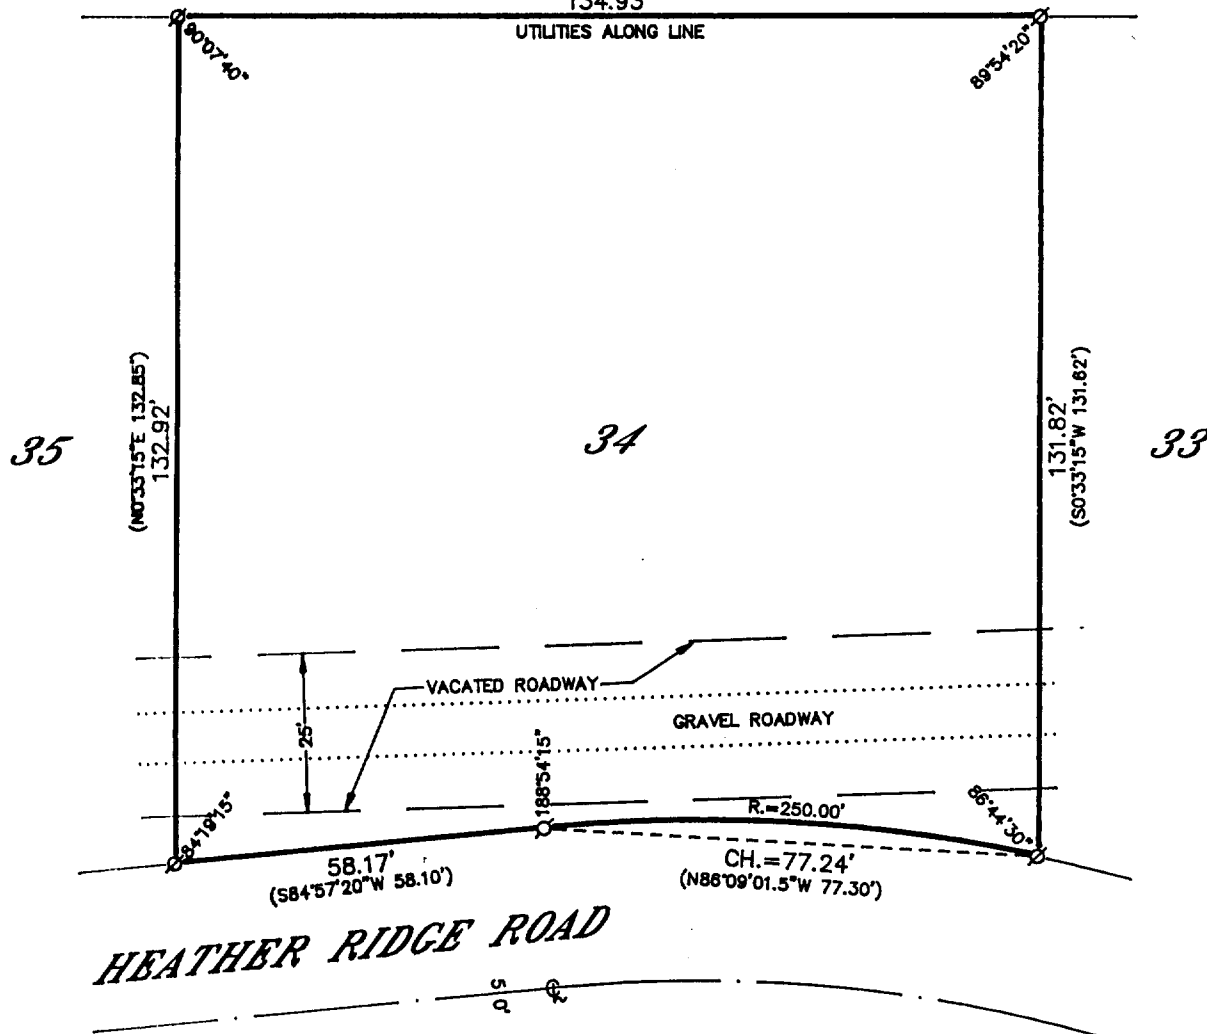 134.93'
UTILITIES ALONG LINE
90°07'40"
89°54'20"
(N0°33'15"E 132.85')
132.92'
35
34
131.82'
(S0°33'15"W 131.82')
33
VACATED ROADWAY
GRAVEL ROADWAY
25'
188°54'15"
84°19'15"
R.=250.00'
86°44'30"
58.17'
(S84°57'20"W 58.10')
CH.=77.24'
(N86°09'01.5"W 77.30')
HEATHER RIDGE ROAD
50'